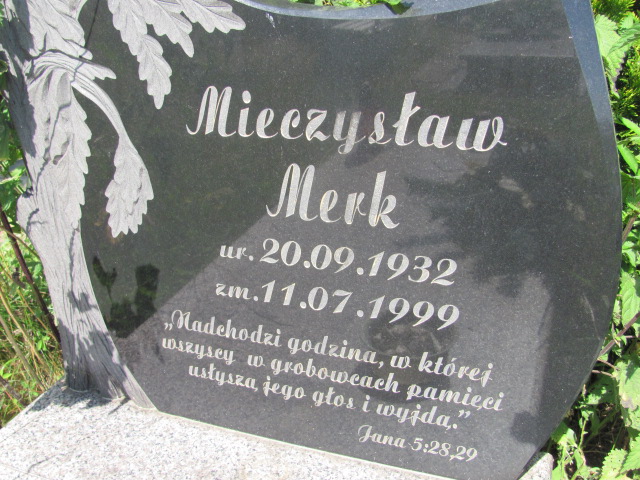 Mieczysław
Merk
ur. 20.09.1932
zm. 11.07.1999
„Nadchodzi godzina, w której
wszyscy w grobowcach pamięci
usłyszą jego głos i wyjdą.”
Jana 5:28,29